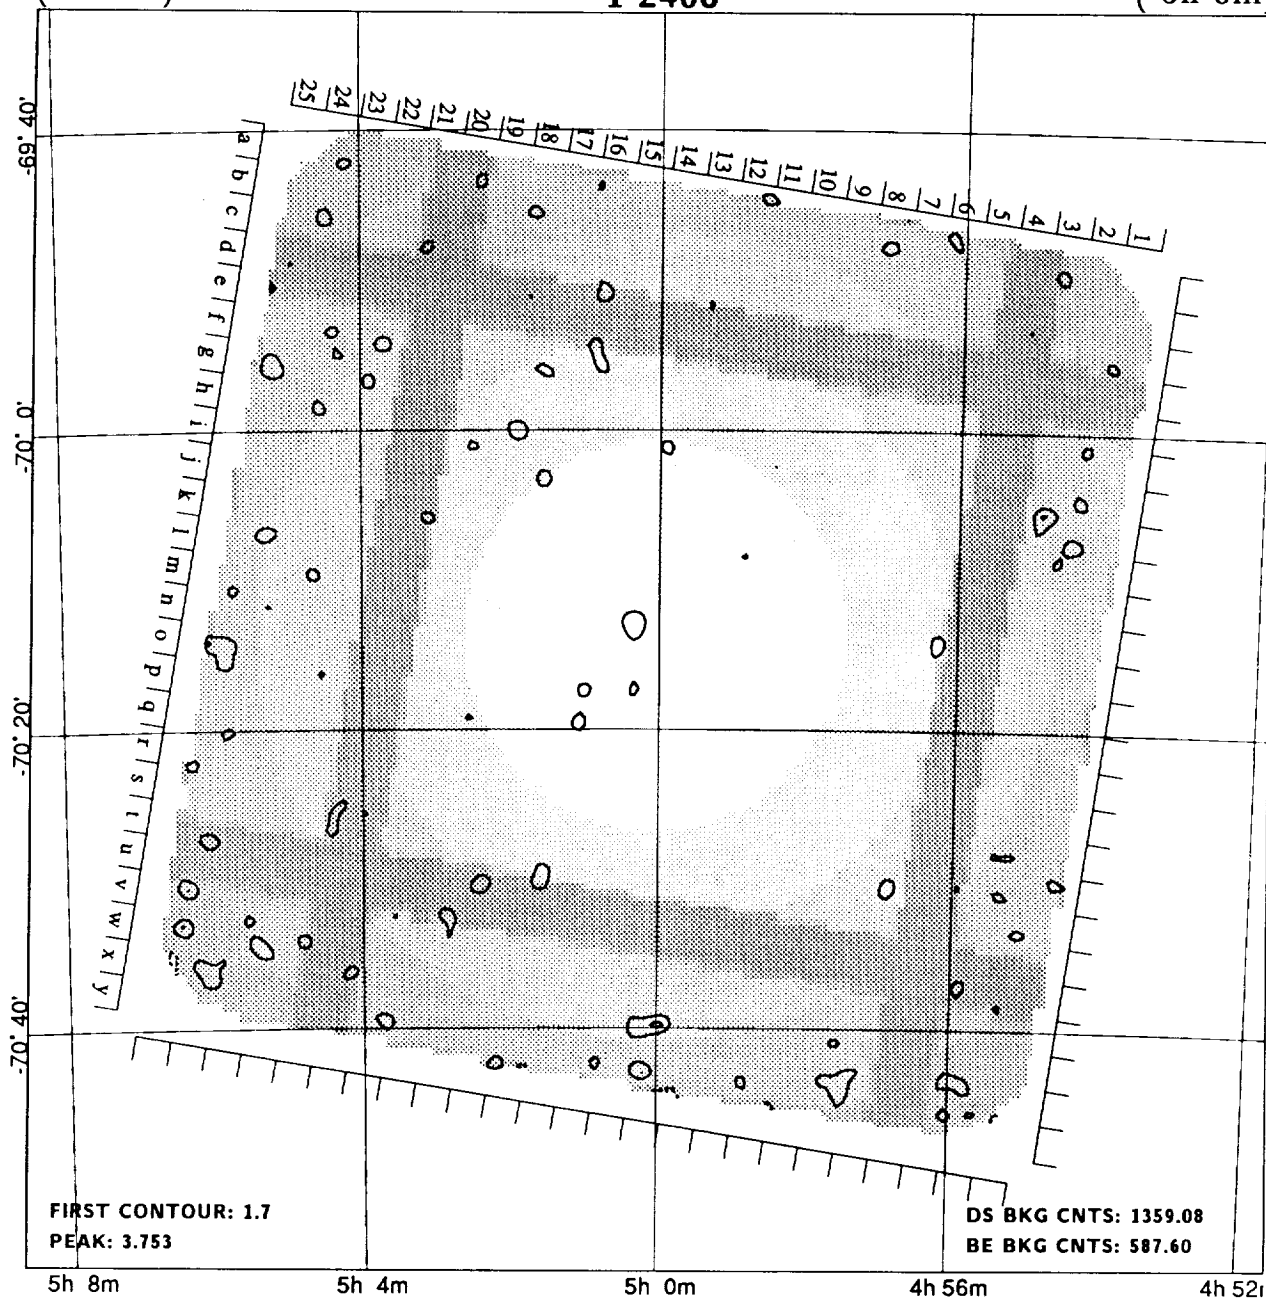 25 24 23 22 21 20 19 18 17 16 15 14 13 12 11 10 9 8 7 6 5 4 3 2 1
a b c d e f g h i j k l m n o p q r s t u v w x y
-69° 40'
-70° 0'
-70° 20'
-70° 40'
FIRST CONTOUR: 1.7
PEAK: 3.753
DS BKG CNTS: 1359.08
BE BKG CNTS: 587.60
5h 8m 5h 4m 5h 0m 4h 56m